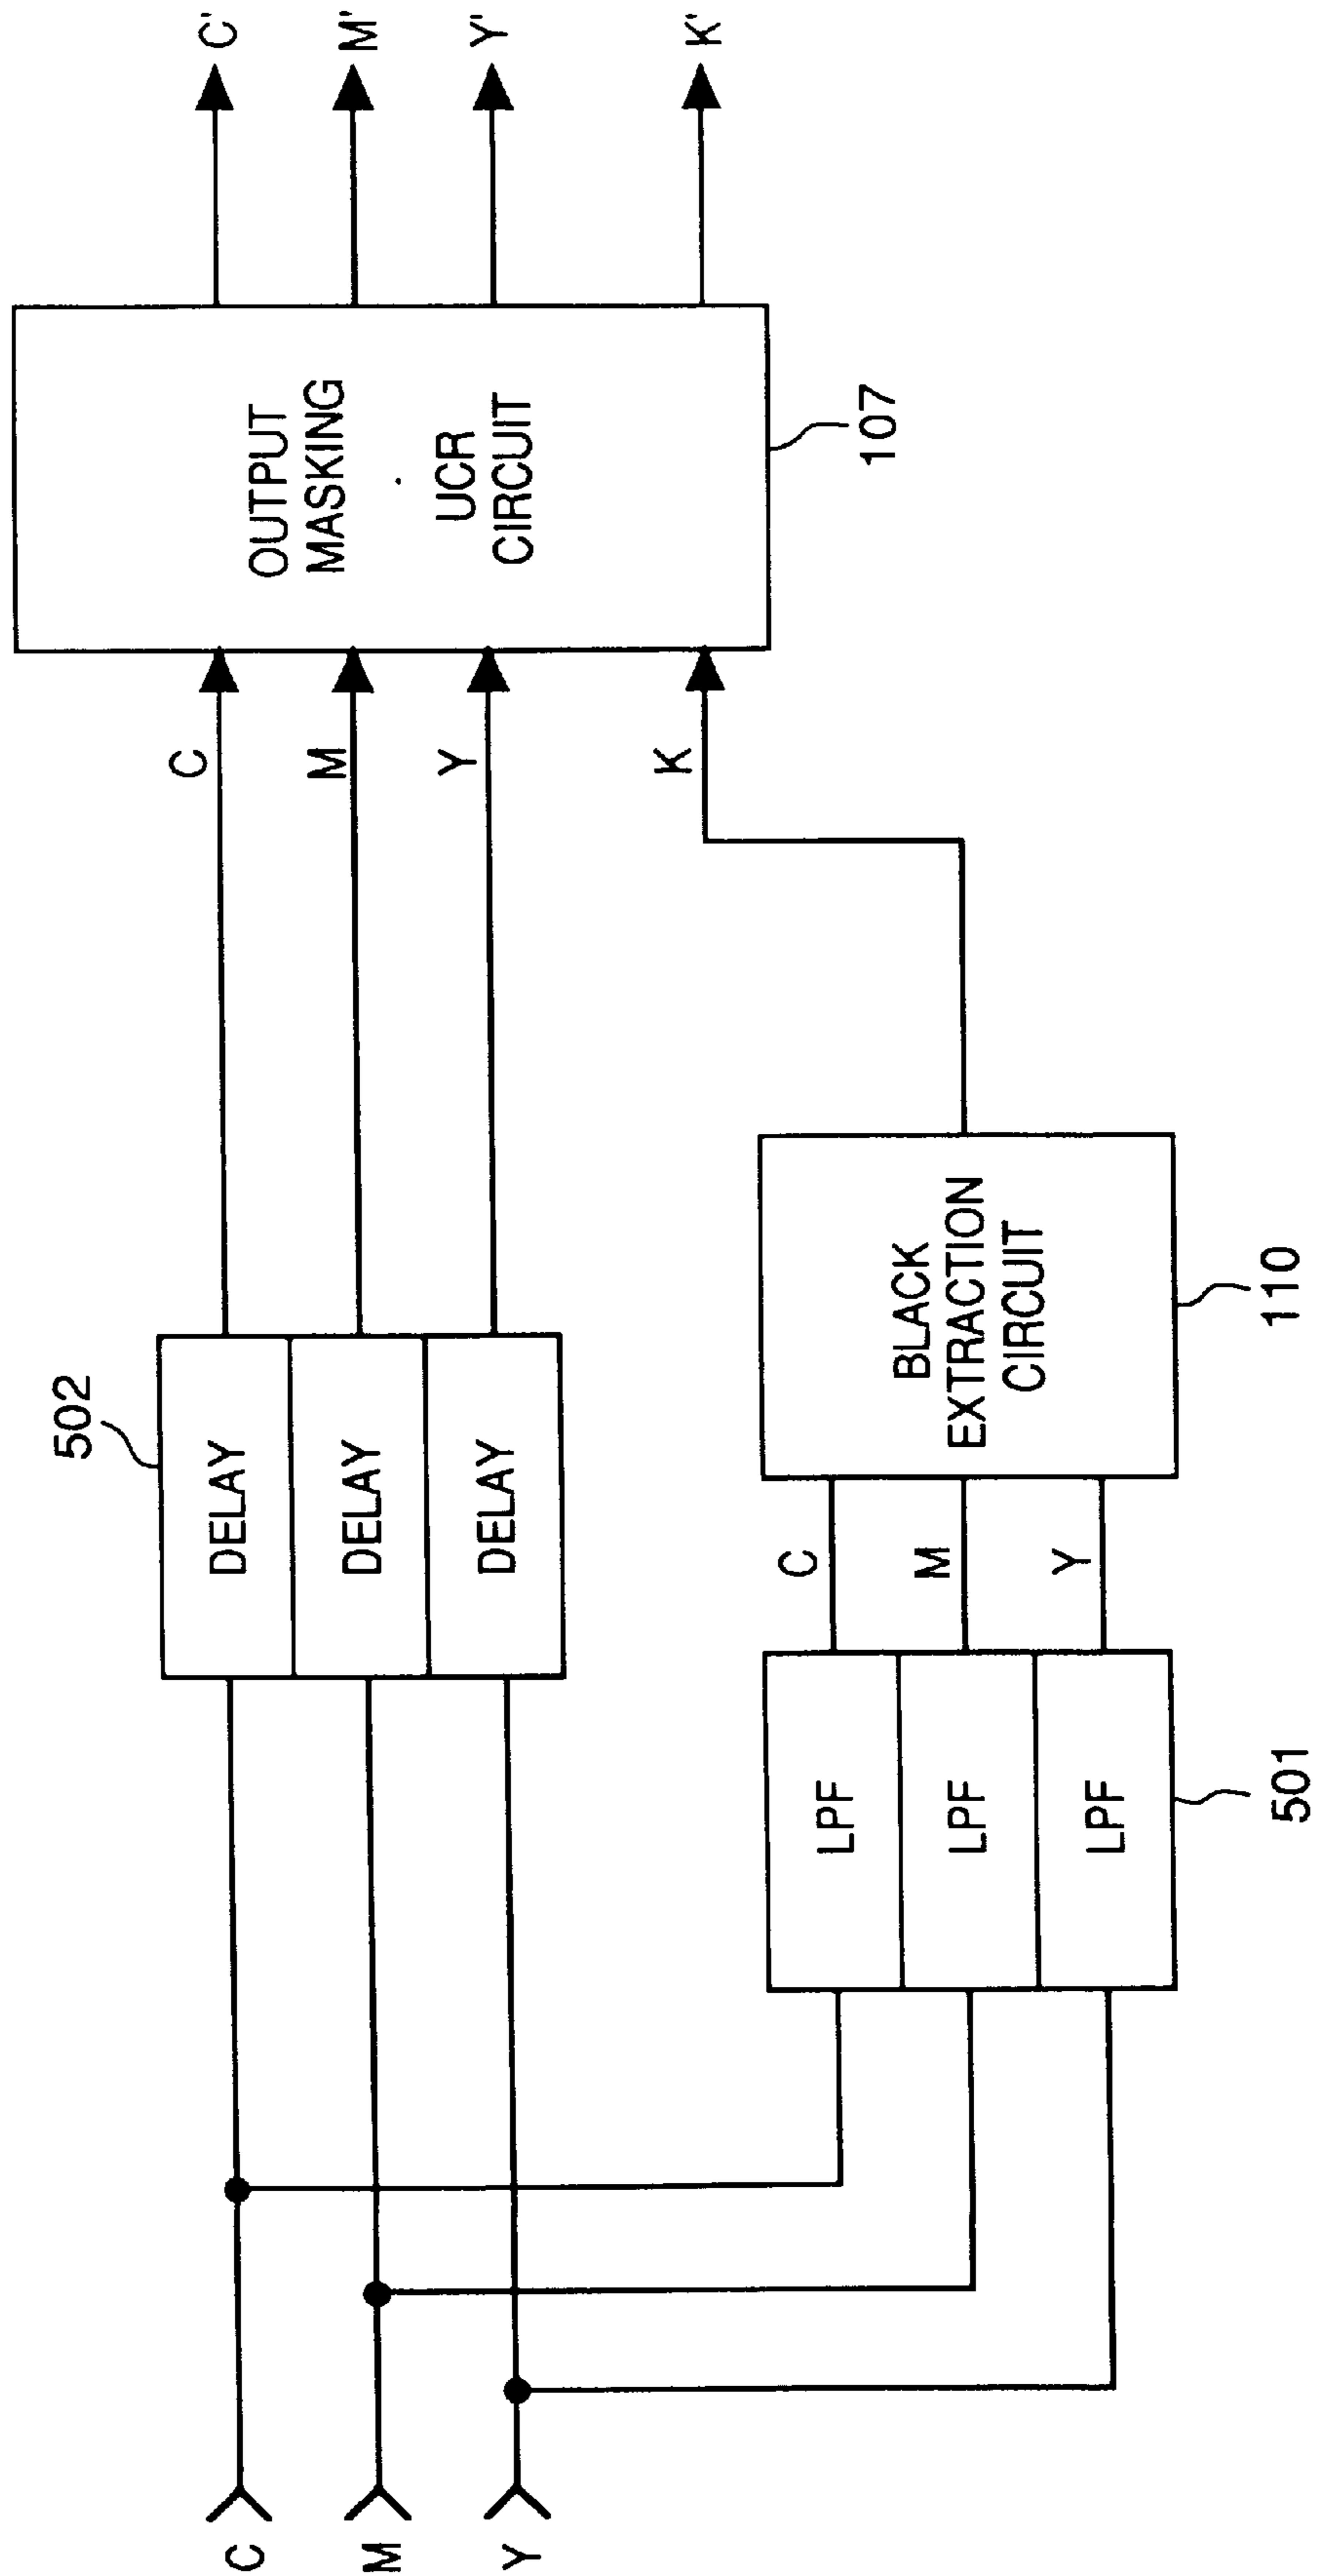 C
M
Y
502
DELAY
DELAY
DELAY
LPF
LPF
LPF
501
C
M
Y
BLACK
EXTRACTION
CIRCUIT
110
C
M
Y
K
OUTPUT
MASKING
·
UCR
CIRCUIT
107
C'
M'
Y'
K'